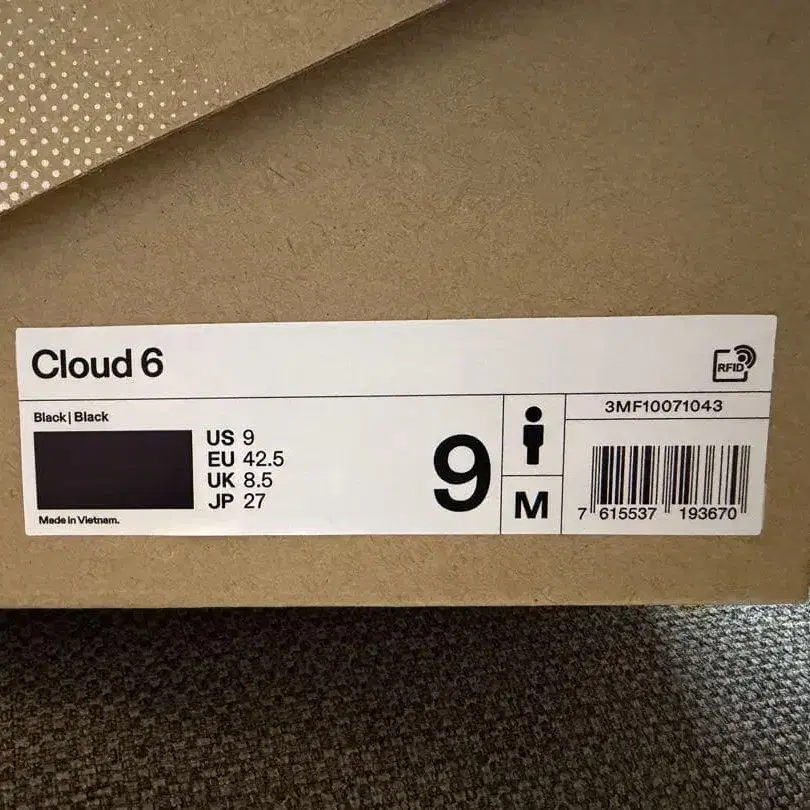 Cloud 6
RFID
Black | Black
US 9
EU 42.5
UK 8.5
JP 27
Made in Vietnam.
9
M
3MF10071043
7 615537 193670